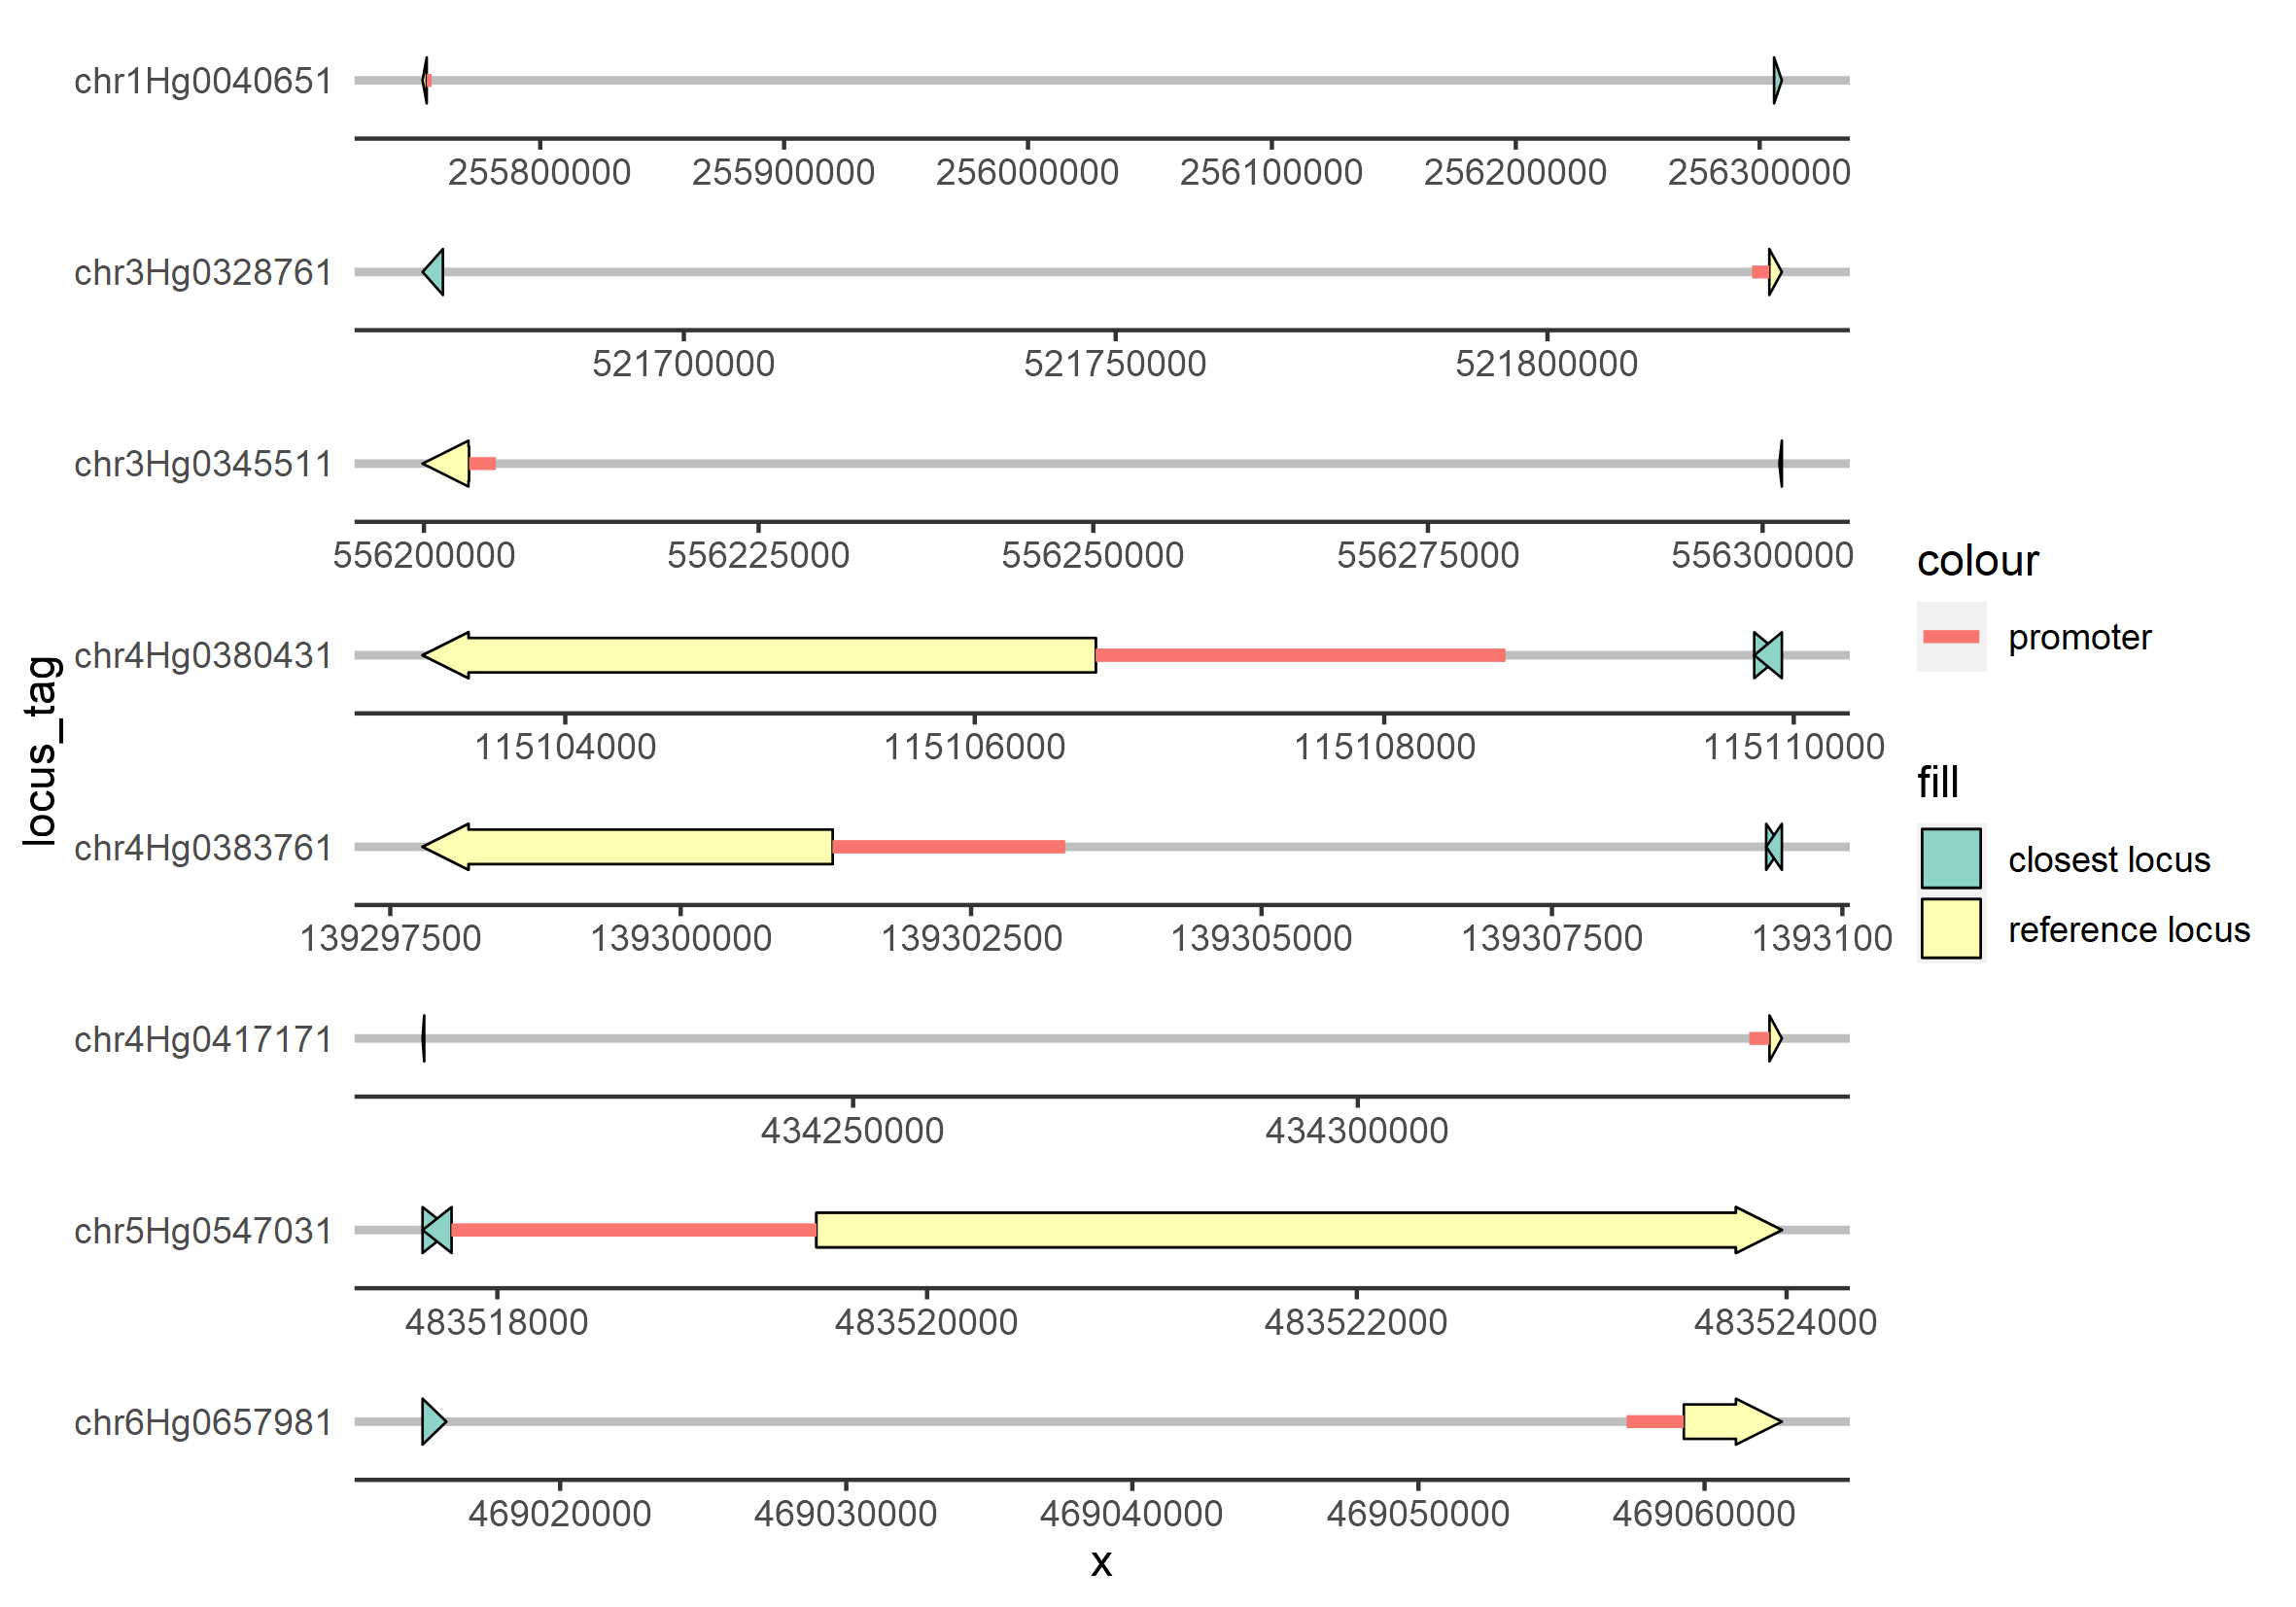 chr1Hg0040651
255800000 255900000 256000000 256100000 256200000 256300000
chr3Hg0328761
521700000 521750000 521800000
chr3Hg0345511
556200000 556225000 556250000 556275000 556300000
chr4Hg0380431
115104000 115106000 115108000 115110000
chr4Hg0383761
139297500 139300000 139302500 139305000 139307500 1393100
chr4Hg0417171
434250000 434300000
chr5Hg0547031
483518000 483520000 483522000 483524000
chr6Hg0657981
469020000 469030000 469040000 469050000 469060000
x
locus_tag
colour
promoter
fill
closest locus
reference locus